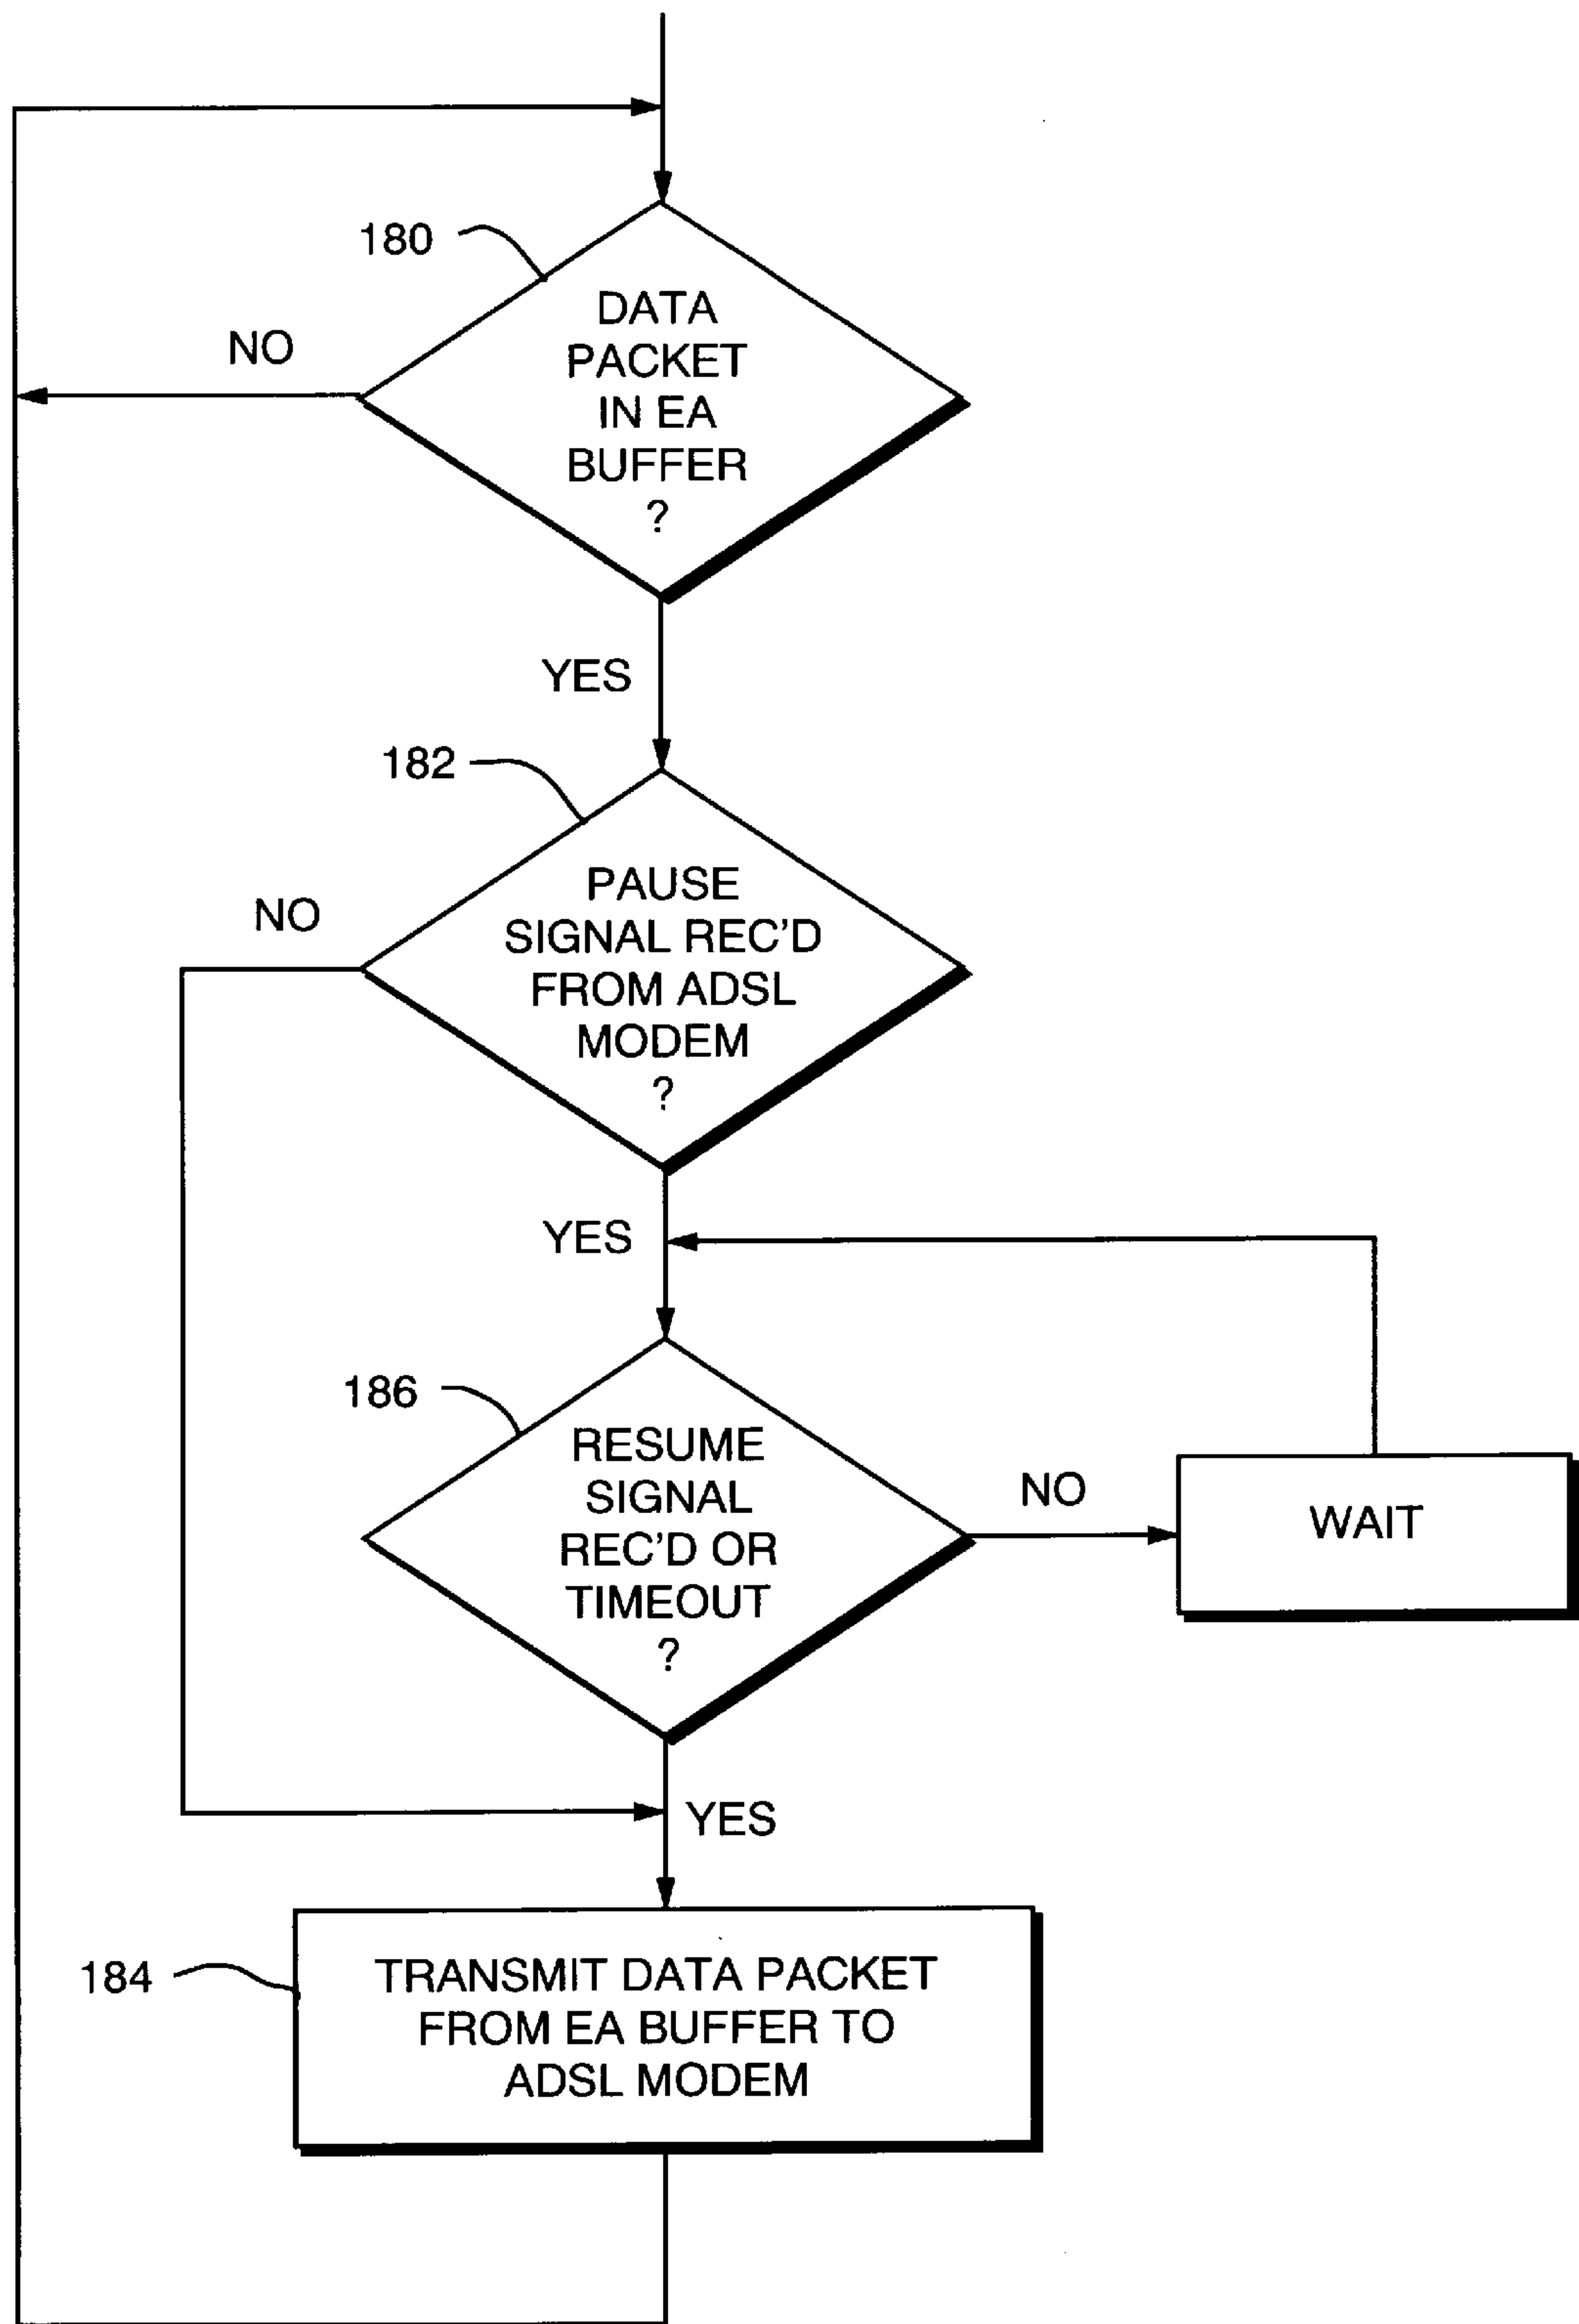 180
DATA
PACKET
IN EA
BUFFER
?
NO
YES
182
PAUSE
SIGNAL REC'D
FROM ADSL
MODEM
?
NO
YES
186
RESUME
SIGNAL
REC'D OR
TIMEOUT
?
NO
WAIT
YES
184
TRANSMIT DATA PACKET
FROM EA BUFFER TO
ADSL MODEM